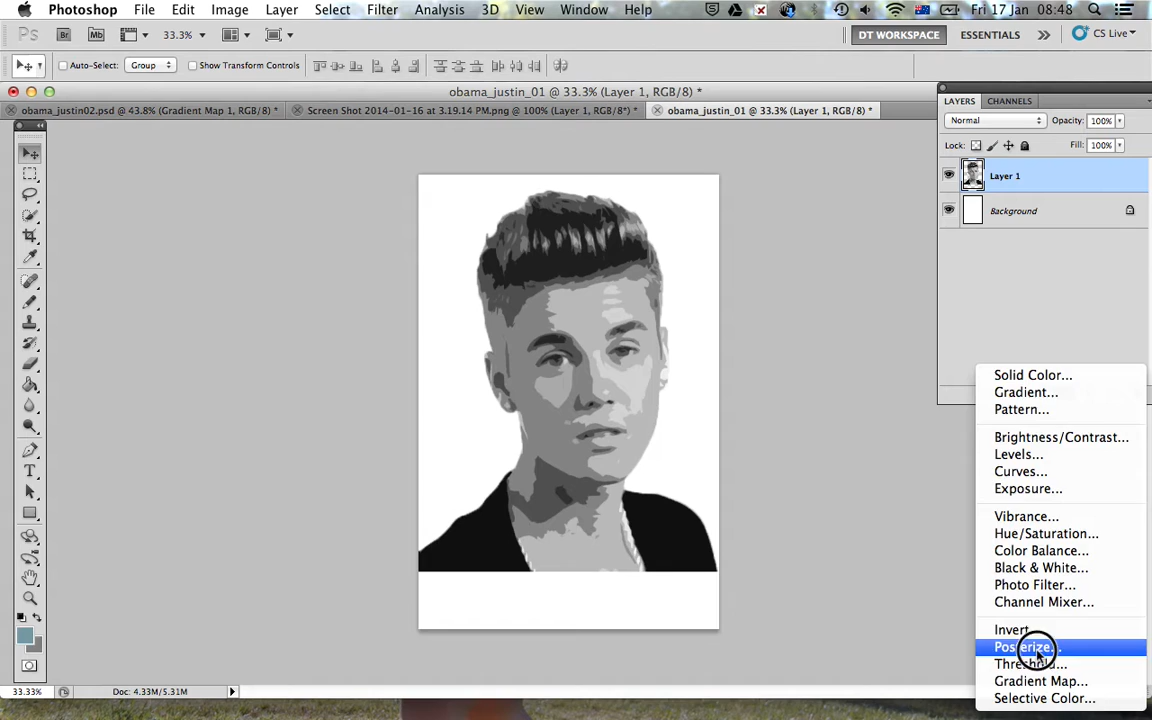 Photoshop File Edit Image Layer Select Filter Analysis 3D View Window Help Fri 17 Jan 08:48
Ps Br Mb 33.3% DT WORKSPACE ESSENTIALS CS Live
Auto-Select: Group Show Transform Controls
obama_justin_01 @ 33.3% (Layer 1, RGB/8) *
obama_justin02.psd @ 43.8% (Gradient Map 1, RGB/8) * Screen Shot 2014-01-16 at 3.19.14 PM.png @ 100% (Layer 1, RGB/8*) * obama_justin_01 @ 33.3% (Layer 1, RGB/8) *
LAYERS CHANNELS
Normal Opacity: 100%
Lock: Fill: 100%
Layer 1
Background
Solid Color...
Gradient...
Pattern...
Brightness/Contrast...
Levels...
Curves...
Exposure...
Vibrance...
Hue/Saturation...
Color Balance...
Black & White...
Photo Filter...
Channel Mixer...
Invert
Posterize...
Threshold...
Gradient Map...
Selective Color...
T
33.33% Doc: 4.33M/5.31M